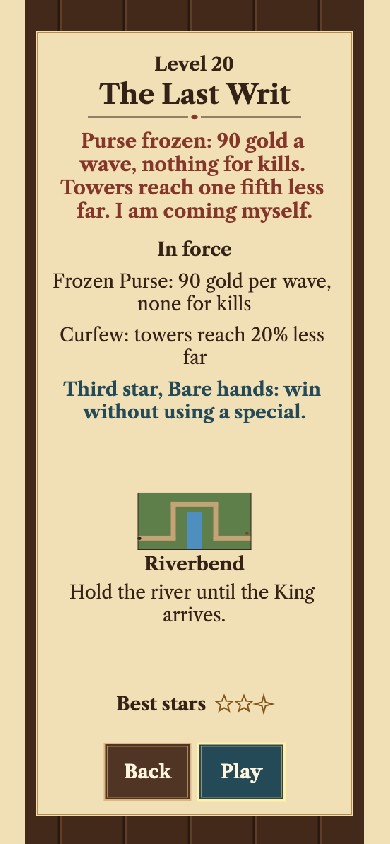 Level 20
The Last Writ
Purse frozen: 90 gold a
wave, nothing for kills.
Towers reach one fifth less
far. I am coming myself.
In force
Frozen Purse: 90 gold per wave,
none for kills
Curfew: towers reach 20% less
far
Third star, Bare hands: win
without using a special.
Riverbend
Hold the river until the King
arrives.
Best stars
Back
Play